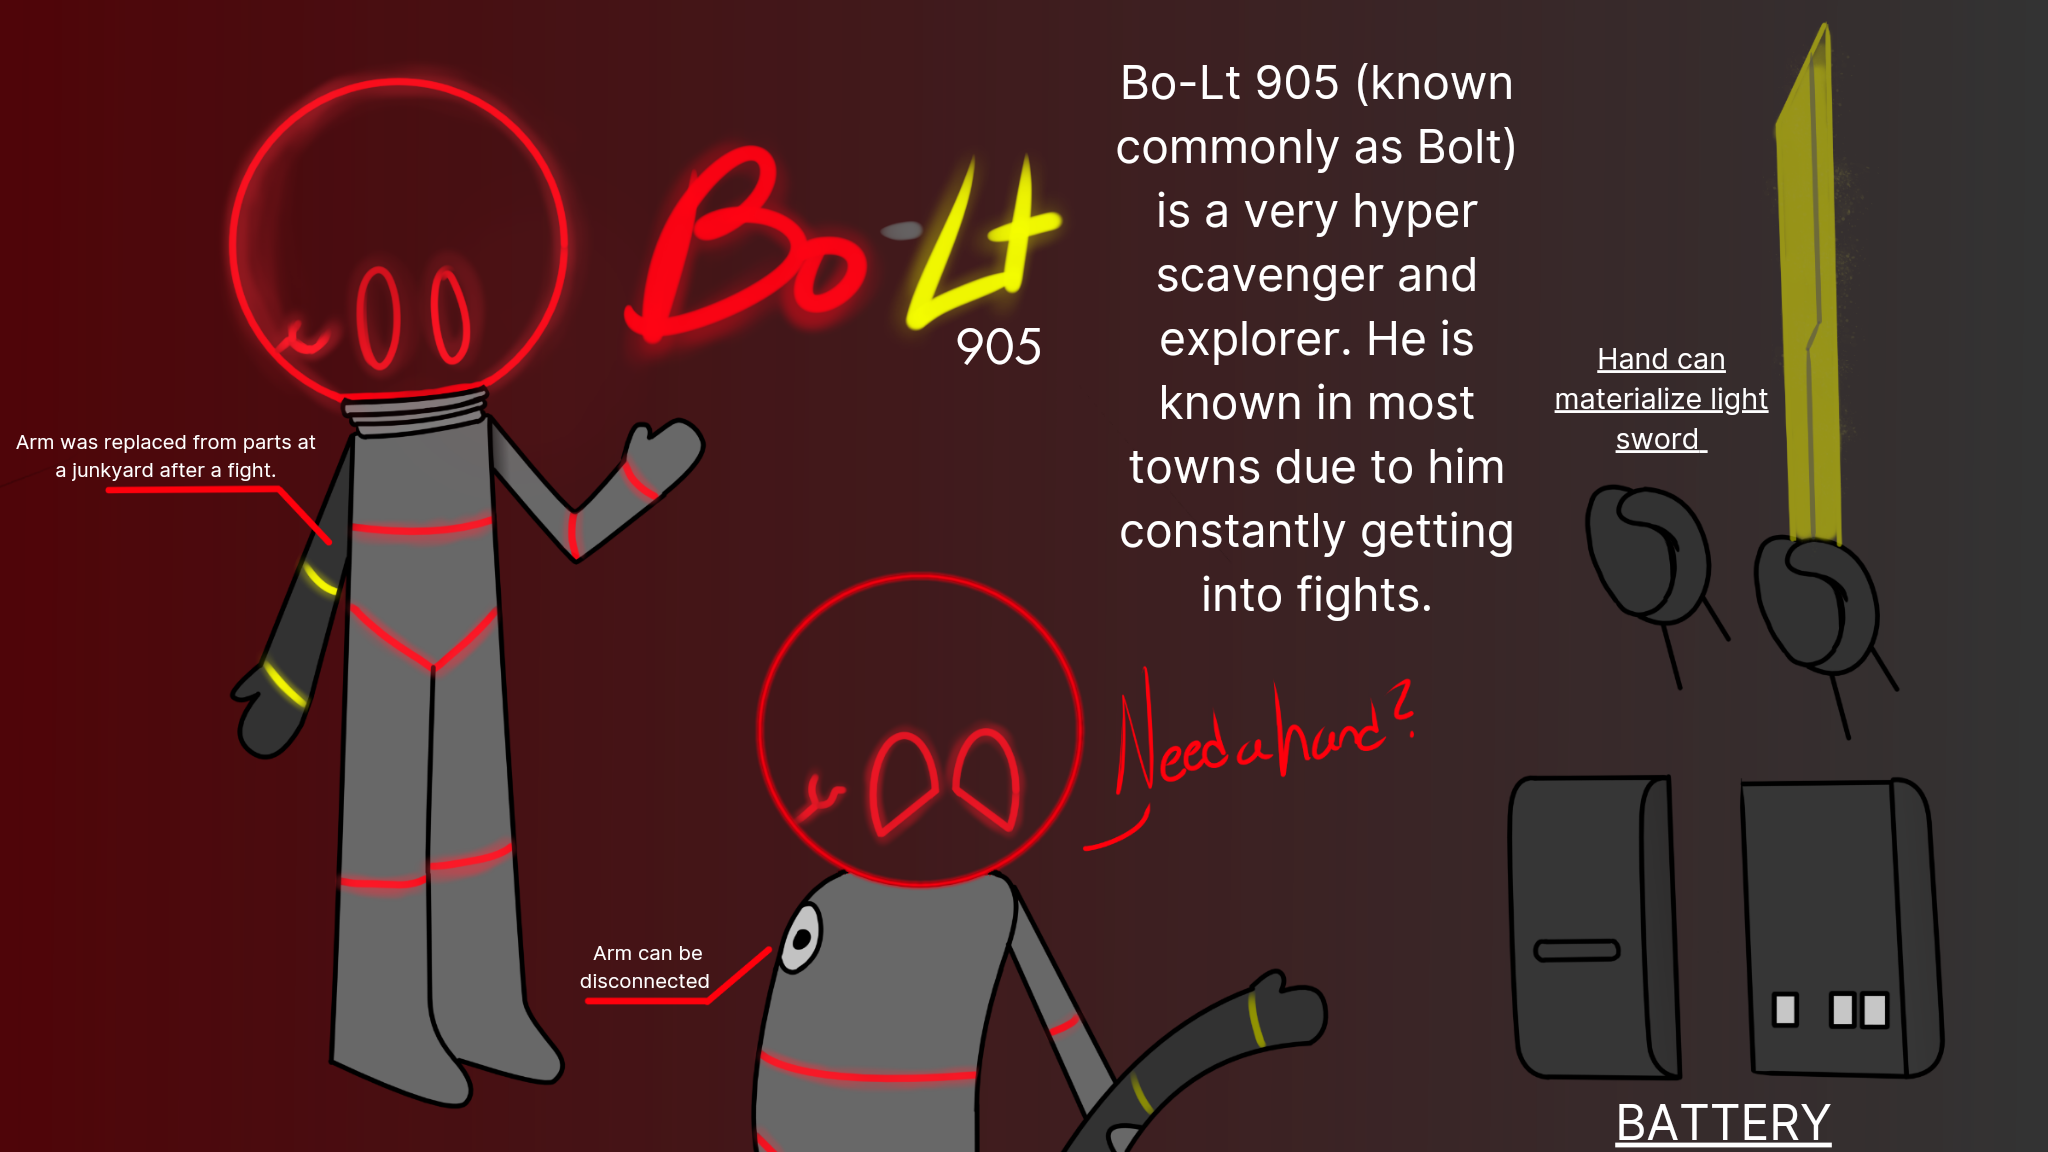 Bo-Lt
905
Bo-Lt 905 (known
commonly as Bolt)
is a very hyper
scavenger and
explorer. He is
known in most
towns due to him
constantly getting
into fights.
Hand can
materialize light
sword
Arm was replaced from parts at
a junkyard after a fight.
Need a hand?
Arm can be
disconnected
BATTERY